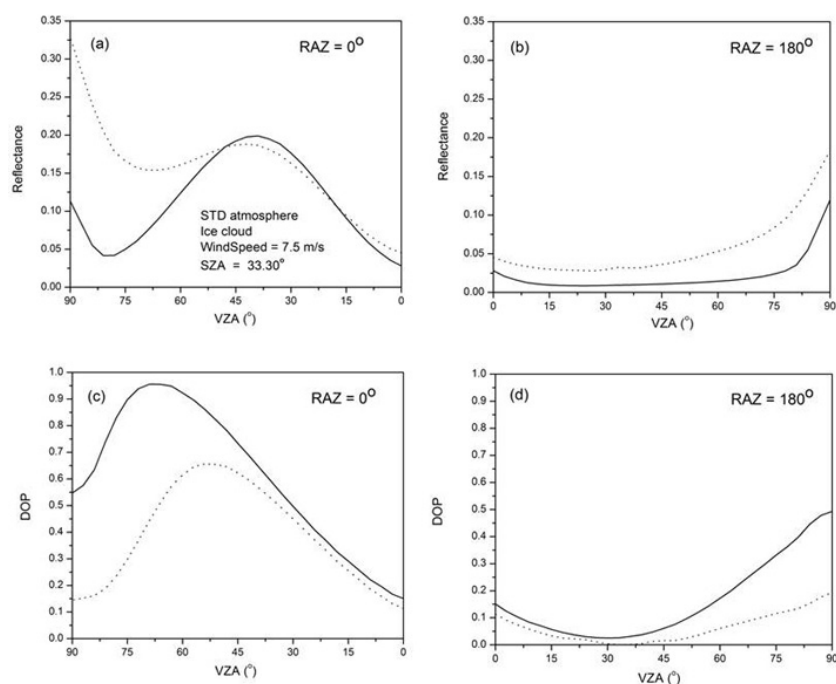 (a)
RAZ = 0°
0.35
0.30
0.25
0.20
0.15
0.10
0.05
0.00
Reflectance
STD atmosphere
Ice cloud
WindSpeed = 7.5 m/s
SZA = 33.30°
90 75 60 45 30 15 0
VZA (°)
(b)
RAZ = 180°
0.35
0.30
0.25
0.20
0.15
0.10
0.05
0.00
Reflectance
0 15 30 45 60 75 90
VZA (°)
(c)
RAZ = 0°
1.0
0.9
0.8
0.7
0.6
0.5
0.4
0.3
0.2
0.1
0.0
DOP
90 75 60 45 30 15 0
VZA (°)
(d)
RAZ = 180°
1.0
0.9
0.8
0.7
0.6
0.5
0.4
0.3
0.2
0.1
0.0
DOP
0 15 30 45 60 75 90
VZA (°)